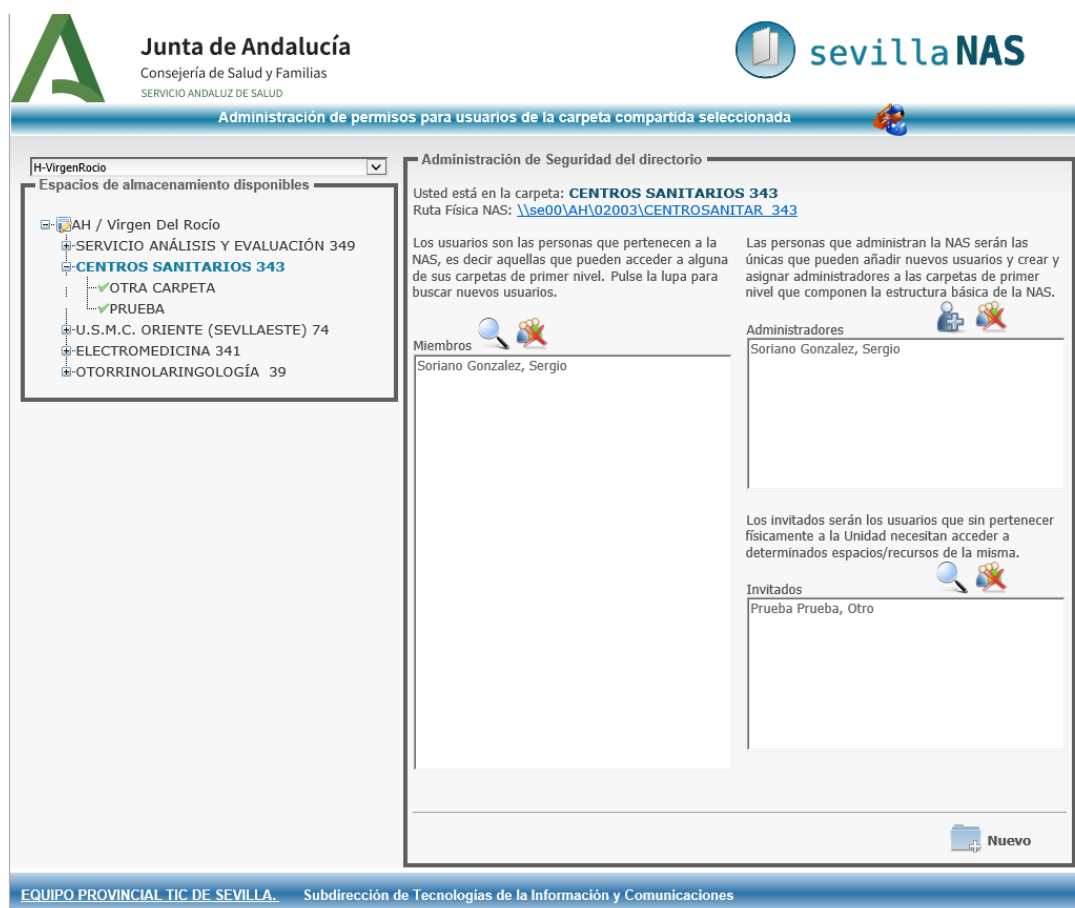 Junta de Andalucía
Consejería de Salud y Familias
SERVICIO ANDALUZ DE SALUD
sevillaNAS
Administración de permisos para usuarios de la carpeta compartida seleccionada
H-VirgenRocio
Espacios de almacenamiento disponibles
AH / Virgen Del Rocío
SERVICIO ANÁLISIS Y EVALUACIÓN 349
CENTROS SANITARIOS 343
OTRA CARPETA
PRUEBA
U.S.M.C. ORIENTE (SEVLLAESTE) 74
ELECTROMEDICINA 341
OTORRINOLARINGOLOGÍA 39
Administración de Seguridad del directorio
Usted está en la carpeta: CENTROS SANITARIOS 343
Ruta Física NAS: \\se00\AH\02003\CENTROSANITAR_343
Los usuarios son las personas que pertenecen a la
NAS, es decir aquellas que pueden acceder a alguna
de sus carpetas de primer nivel. Pulse la lupa para
buscar nuevos usuarios.
Miembros
Soriano Gonzalez, Sergio
Las personas que administran la NAS serán las
únicas que pueden añadir nuevos usuarios y crear y
asignar administradores a las carpetas de primer
nivel que componen la estructura básica de la NAS.
Administradores
Soriano Gonzalez, Sergio
Los invitados serán los usuarios que sin pertenecer
físicamente a la Unidad necesitan acceder a
determinados espacios/recursos de la misma.
Invitados
Prueba Prueba, Otro
Nuevo
EQUIPO PROVINCIAL TIC DE SEVILLA. Subdirección de Tecnologías de la Información y Comunicaciones